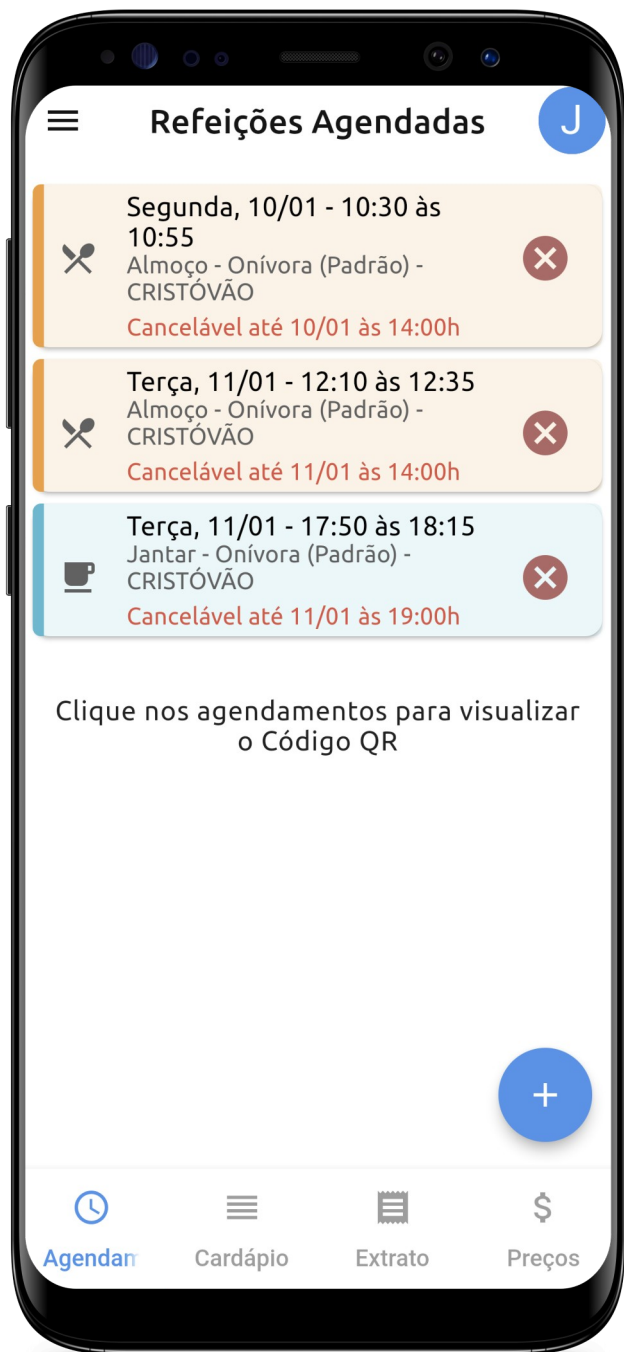 Refeições Agendadas
J
Segunda, 10/01 - 10:30 às
10:55
Almoço - Onívora (Padrão) -
CRISTÓVÃO
Cancelável até 10/01 às 14:00h
Terça, 11/01 - 12:10 às 12:35
Almoço - Onívora (Padrão) -
CRISTÓVÃO
Cancelável até 11/01 às 14:00h
Terça, 11/01 - 17:50 às 18:15
Jantar - Onívora (Padrão) -
CRISTÓVÃO
Cancelável até 11/01 às 19:00h
Clique nos agendamentos para visualizar
o Código QR
+
Agendam
Cardápio
Extrato
$
Preços